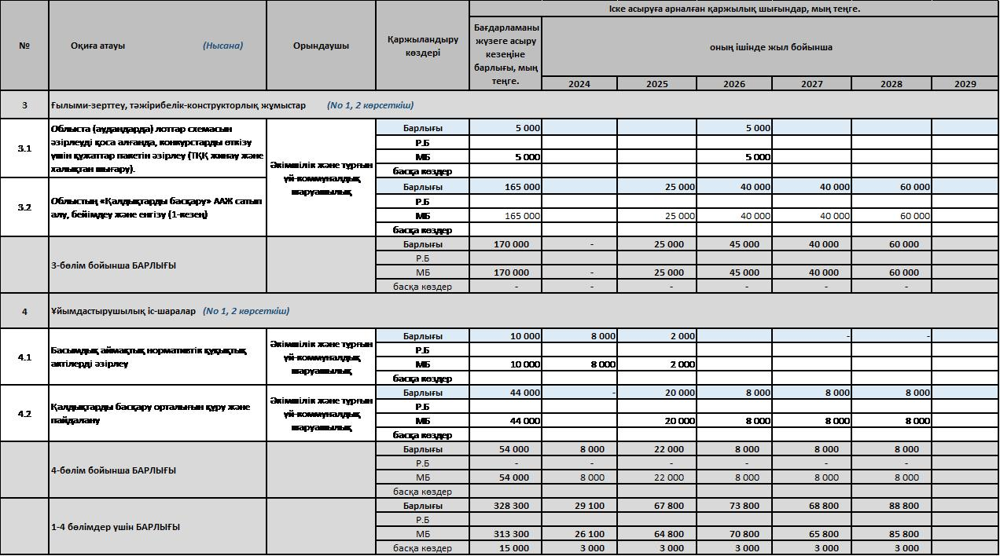 №
Оқиға атауы (Нысана)
Орындаушы
Қаржыландыру
көздері
Іске асыруға арналған қаржылық шығындар, мың теңге.
Бағдарламаны
жүзеге асыру
кезеңіне
барлығы, мың
теңге.
оның ішінде жыл бойынша
2024 2025 2026 2027 2028 2029
3 Ғылыми-зерттеу, тәжірибелік-конструкторлық жұмыстар (No 1, 2 көрсеткіш)
3.1
Облыста (аудандарда) лоттар схемасын
әзірлеуді қоса алғанда, конкурстарды өткізу
үшін құжаттар пакетін әзірлеу (ТҚҚ жинау және
халықтан шығару).
Әкімшілік және тұрғын
үй-коммуналдық
шаруашылық
Барлығы 5 000 5 000
Р.Б
МБ 5 000 5 000
басқа көздер
3.2
Облыстың «Қалдықтарды басқару» ААЖ сатып
алу, бейімдеу және енгізу (1-кезең)
Барлығы 165 000 25 000 40 000 40 000 60 000
Р.Б
МБ 165 000 25 000 40 000 40 000 60 000
басқа көздер
3-бөлім бойынша БАРЛЫҒЫ
Барлығы 170 000 - 25 000 45 000 40 000 60 000
Р.Б
МБ 170 000 - 25 000 45 000 40 000 60 000
басқа көздер - - - - - -
4 Ұйымдастырушылық іс-шаралар (No 1, 2 көрсеткіш)
4.1
Басымдық аймақтық нормативтік құқықтық
актілерді әзірлеу
Әкімшілік және тұрғын
үй-коммуналдық
шаруашылық
Барлығы 10 000 8 000 2 000 - -
Р.Б
МБ 10 000 8 000 2 000
басқа көздер
4.2
Қалдықтарды басқару орталығын құру және
пайдалану
Әкімшілік және тұрғын
үй-коммуналдық
шаруашылық
Барлығы 44 000 - 20 000 8 000 8 000 8 000
Р.Б
МБ 44 000 20 000 8 000 8 000 8 000
басқа көздер
4-бөлім бойынша БАРЛЫҒЫ
Барлығы 54 000 8 000 22 000 8 000 8 000 8 000
Р.Б - - - - - -
МБ 54 000 8 000 22 000 8 000 8 000 8 000
басқа көздер
1-4 бөлімдер үшін БАРЛЫҒЫ
Барлығы 328 300 29 100 67 800 73 800 68 800 88 800
Р.Б
МБ 313 300 26 100 64 800 70 800 65 800 85 800
басқа көздер 15 000 3 000 3 000 3 000 3 000 3 000